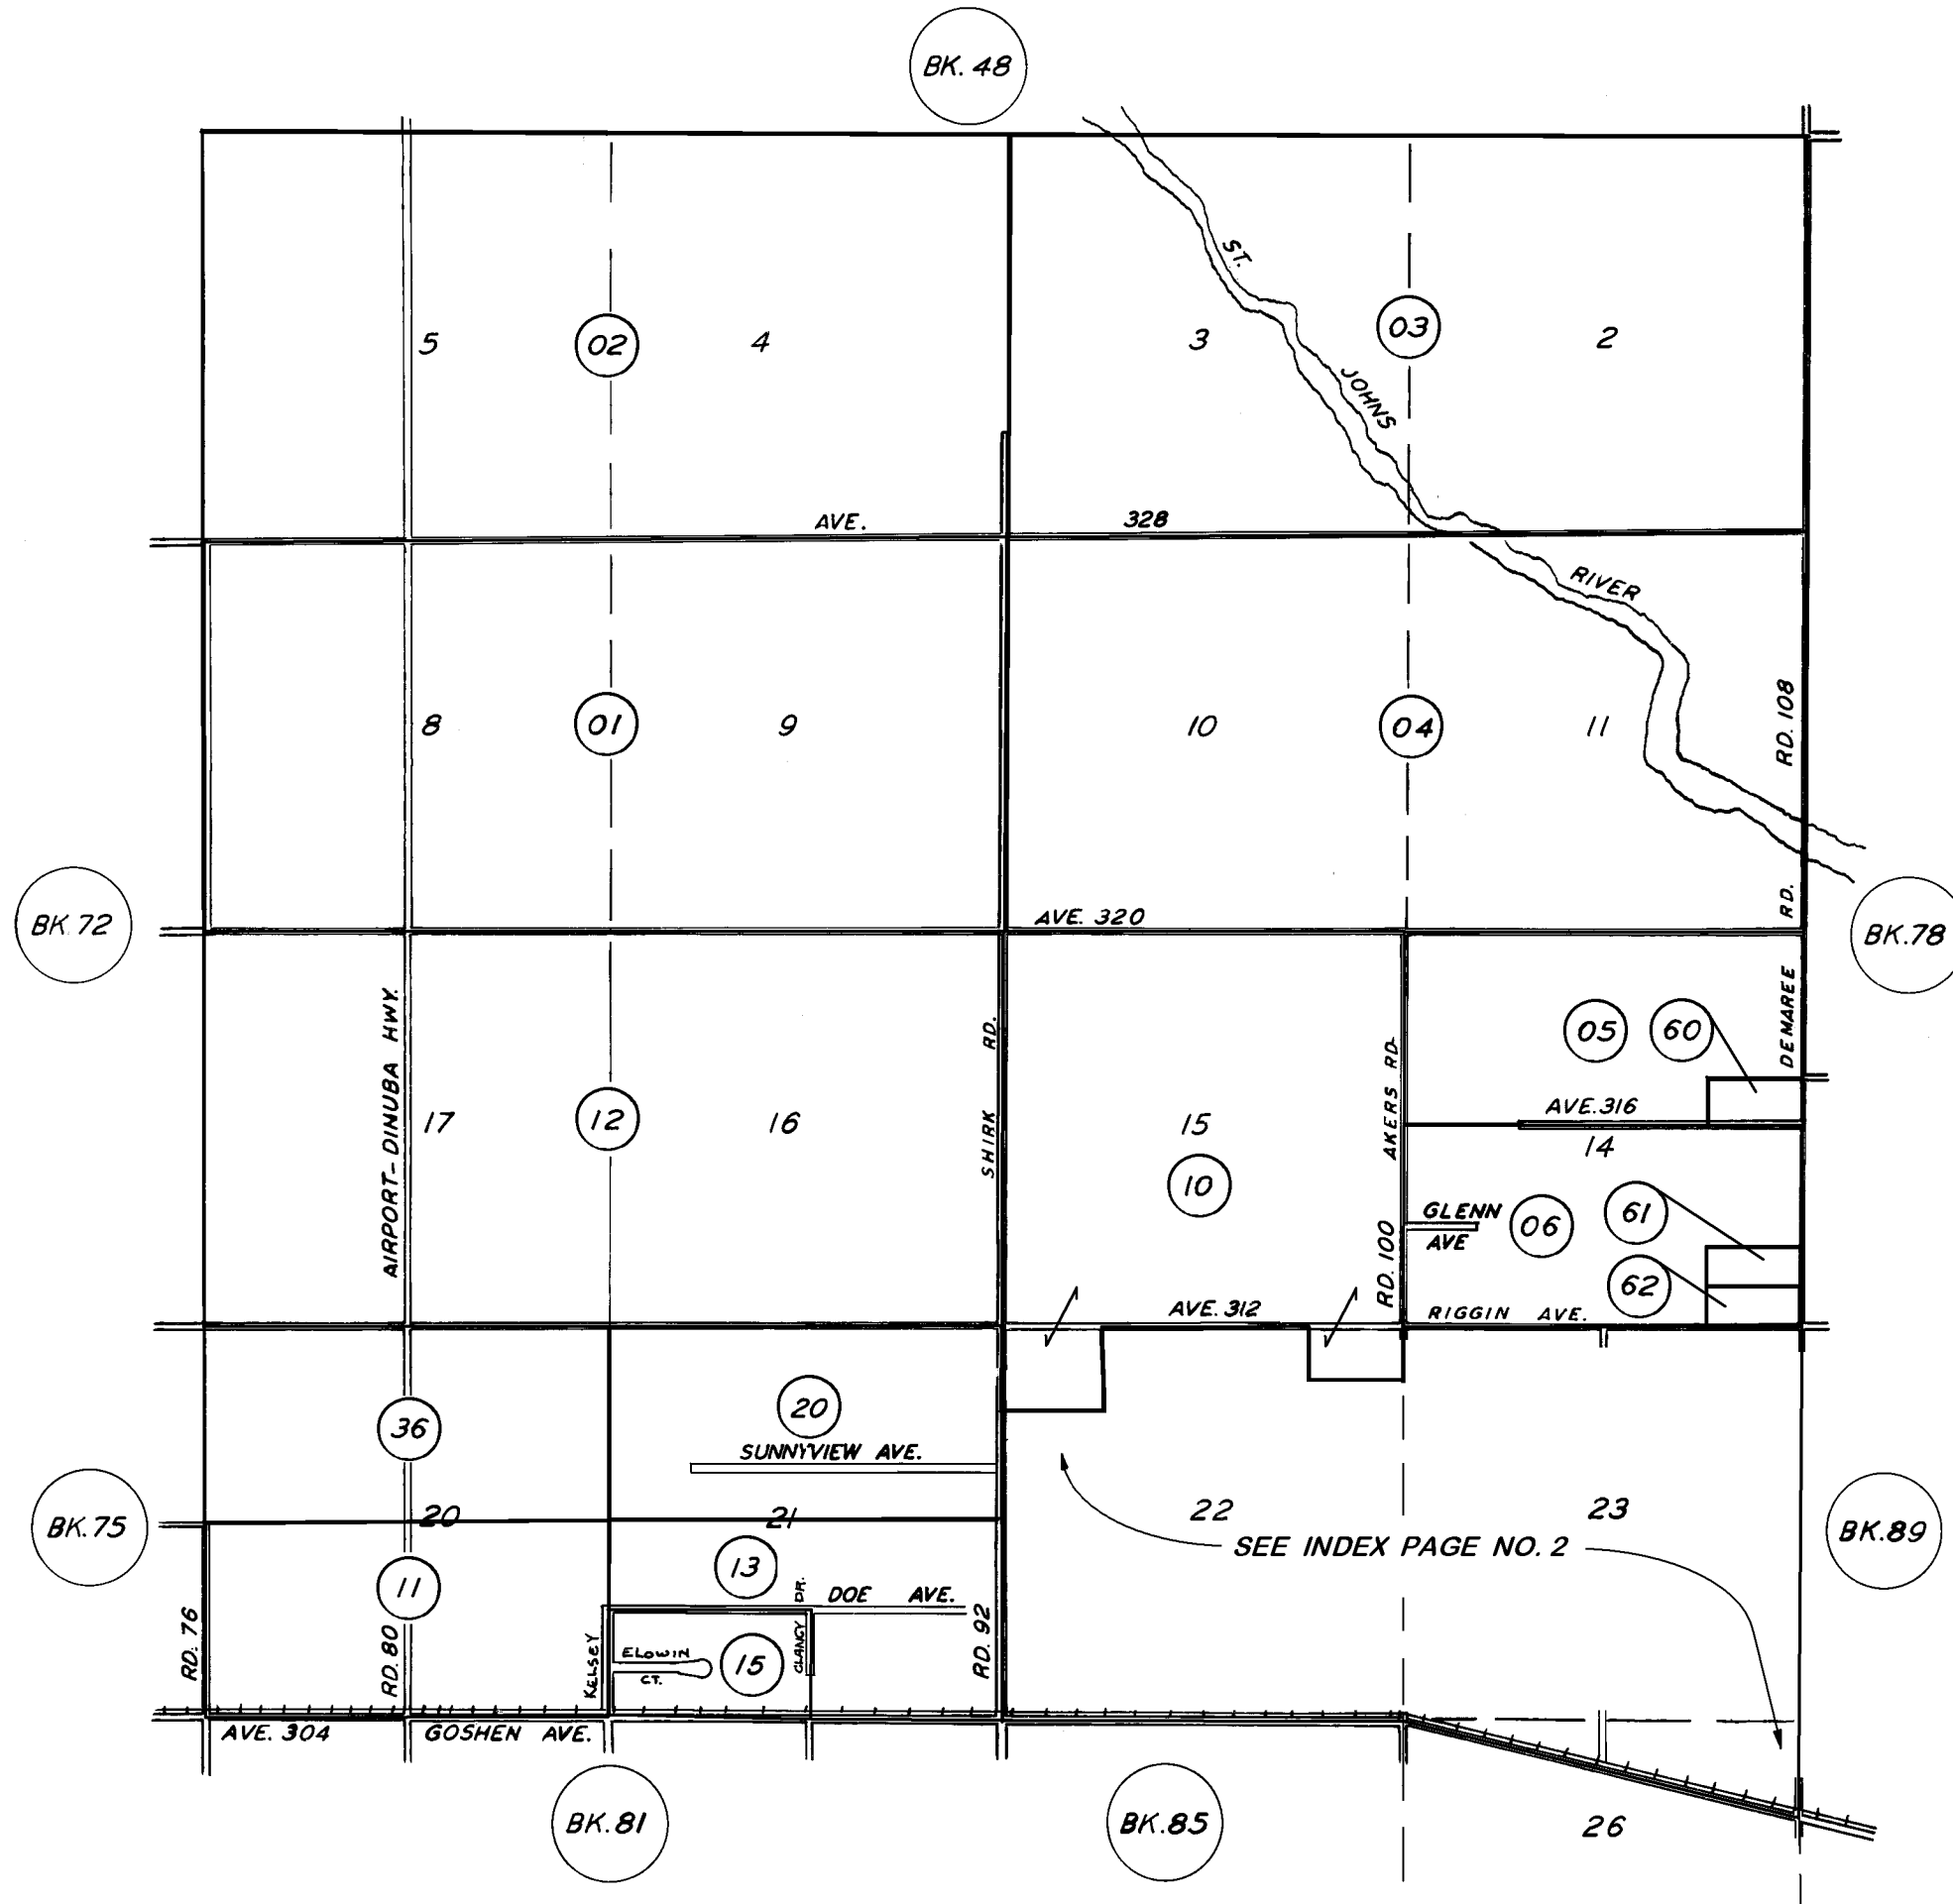 BK. 48
ST.
JOHNS
5
02
4
3
03
2
AVE. 328
RIVER
8
01
9
10
04
11
RD. 108
BK. 72
AVE. 320
RD.
BK.78
DEMAREE
AIRPORT-DINUBA HWY.
SHIRK RD.
AKERS RD.
05
60
AVE. 316
17
12
16
15
10
14
GLENN
AVE
06
61
RD. 100
62
AVE. 312
RIGGIN AVE.
36
20
SUNNYVIEW AVE.
BK.75
20
21
22
23
SEE INDEX PAGE NO. 2
BK.89
11
13
DOE AVE.
CLANCY DR.
RD. 76
RD. 80
KELSEY
ELOWIN
CT.
15
RD. 92
AVE. 304
GOSHEN AVE.
BK.81
BK.85
26